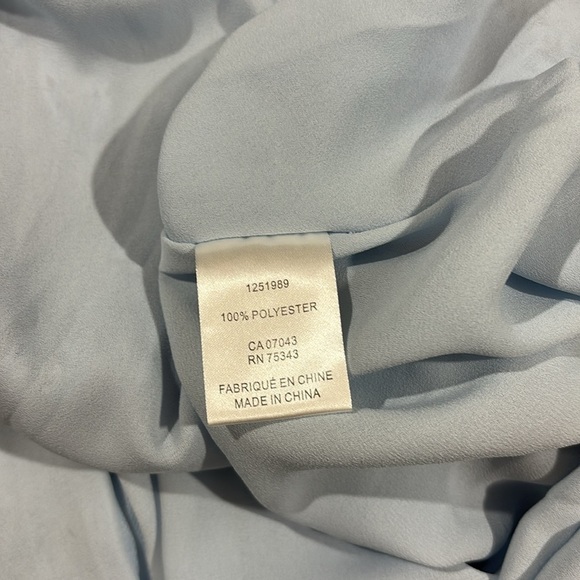 1251989
100% POLYESTER
CA 07043
RN 75343
FABRIQUÉ EN CHINE
MADE IN CHINA